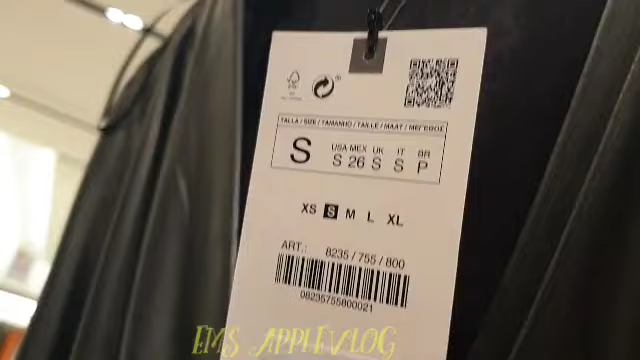 TALLA / SIZE / TAMANHO / TAILLE / MAAT / ΜΕΓΕΘΟΣ
S
USA MEX UK IT BR
S 26 S S P
XS S M L XL
ART.: 8235 / 755 / 800
08235755800021
EMS APPLEVLOG